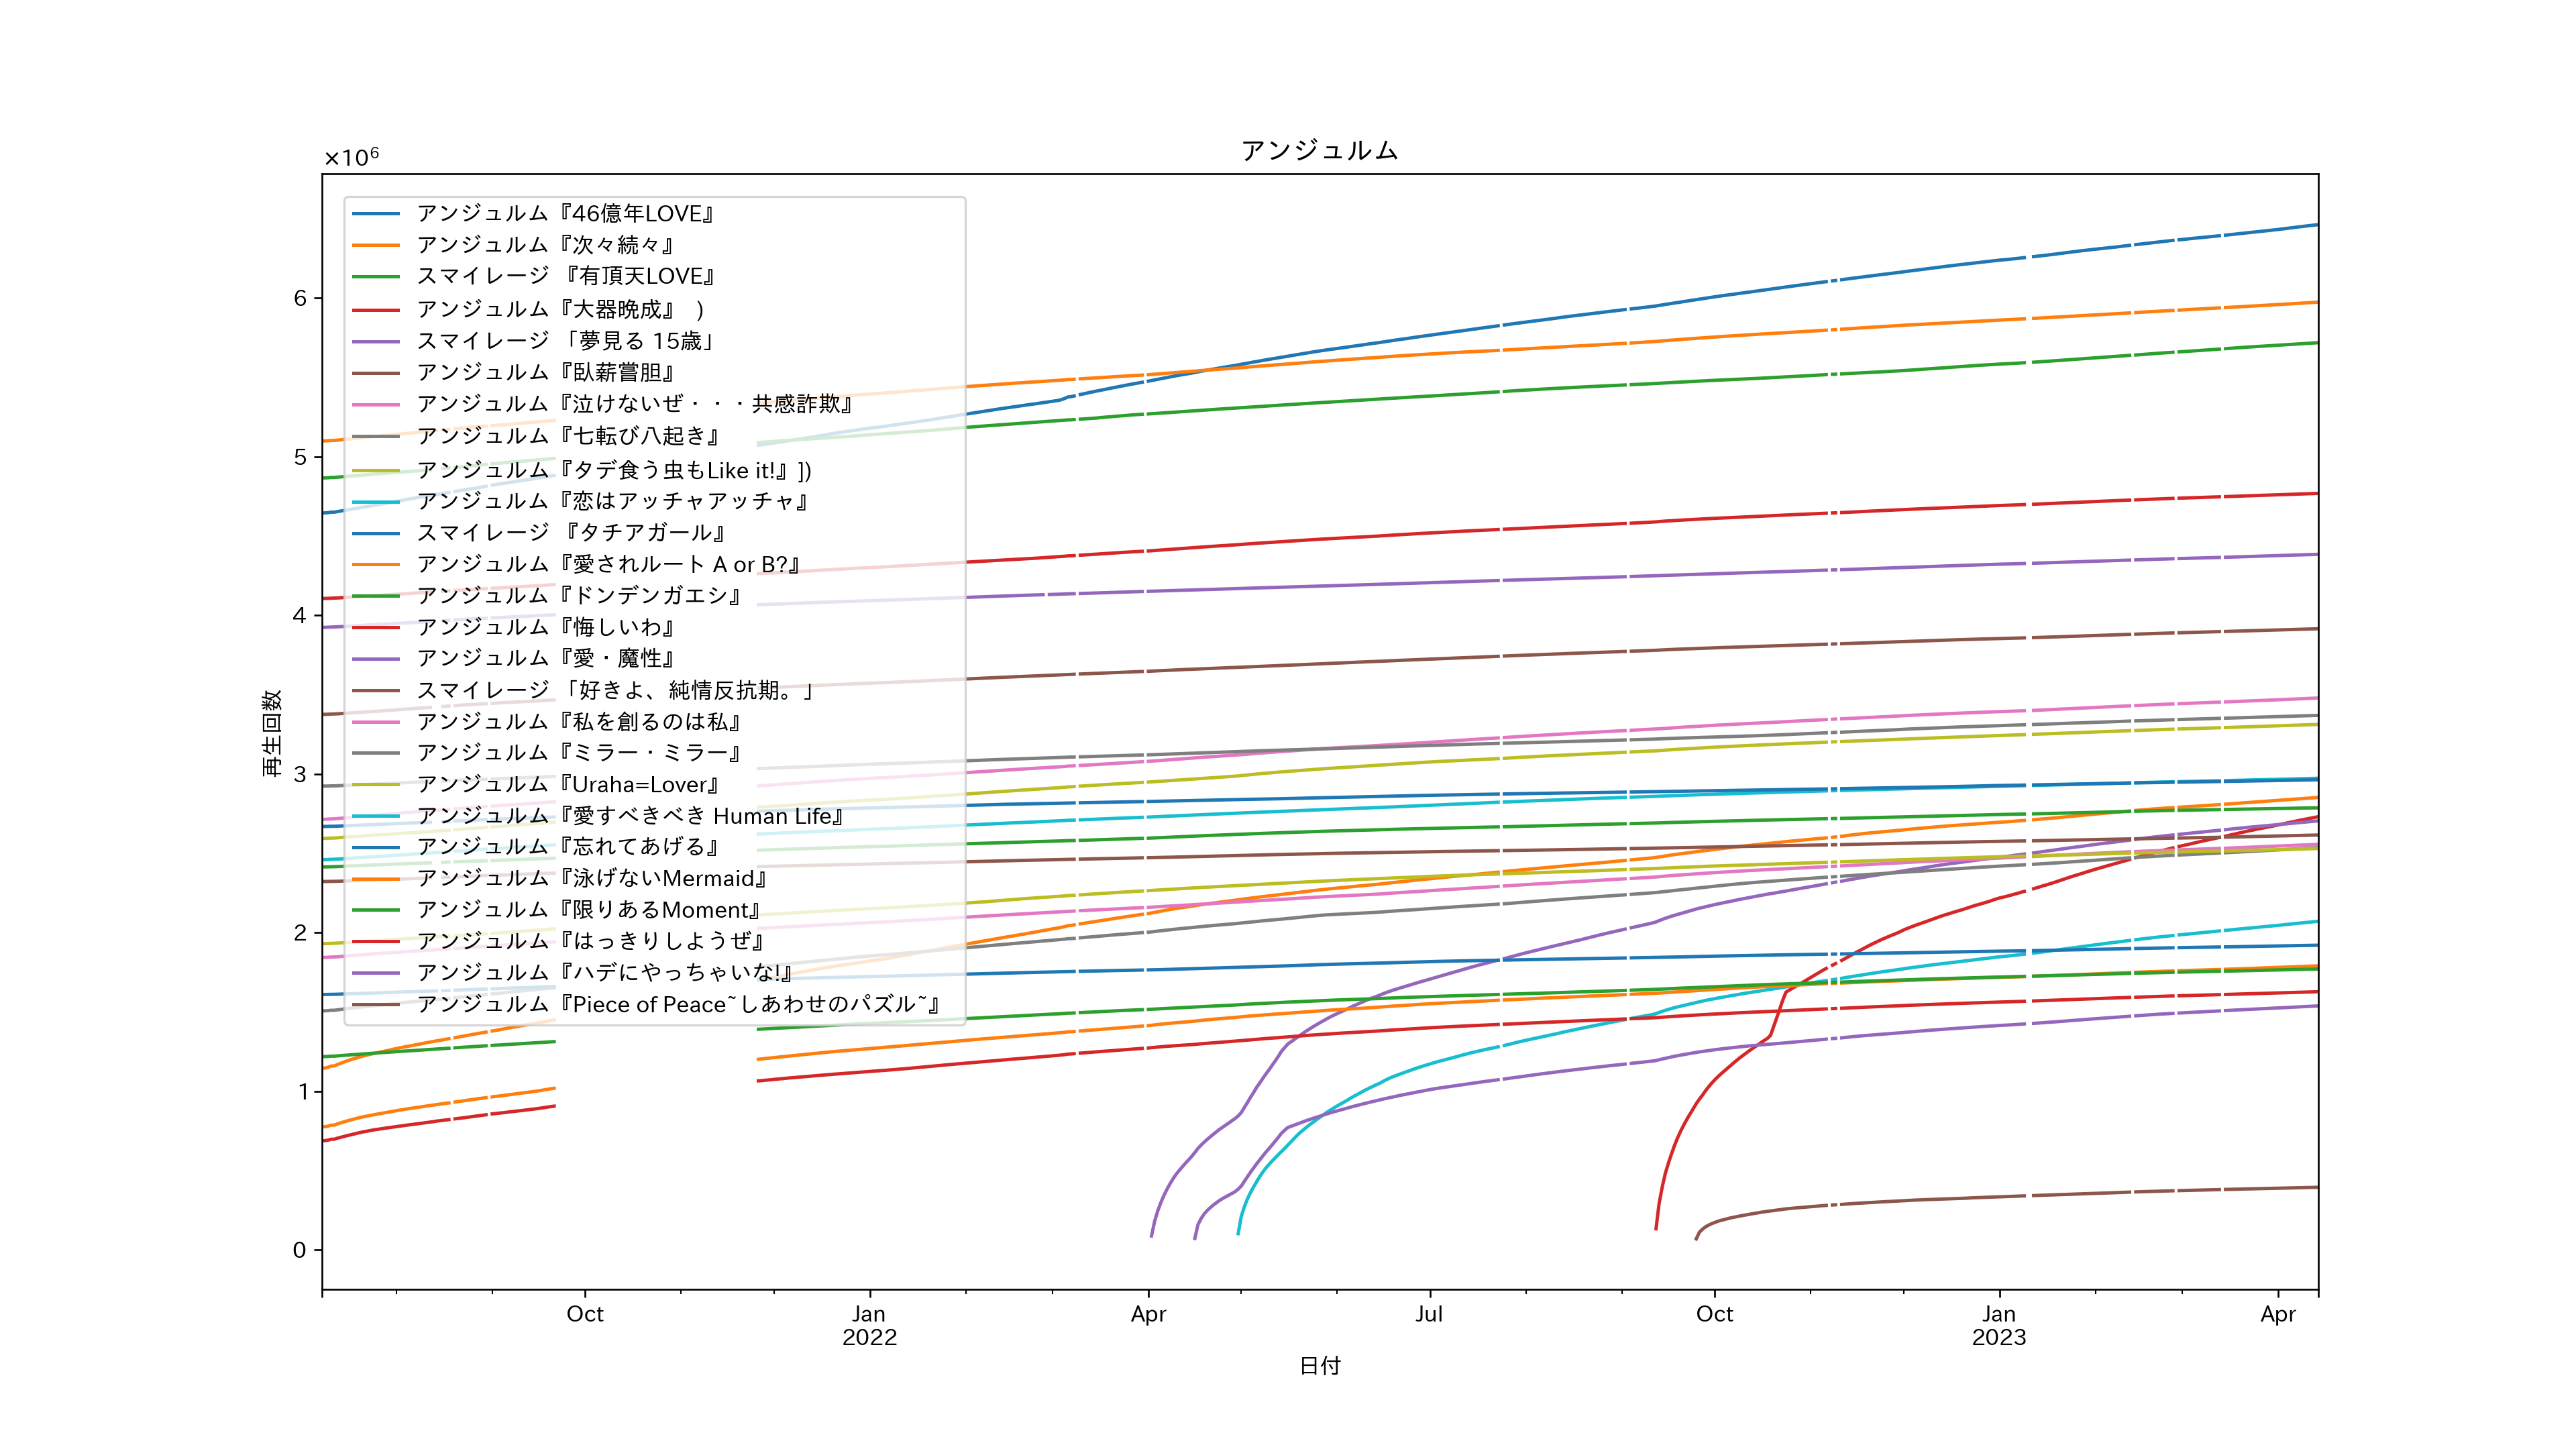 アンジュルム
×10⁶
アンジュルム『46億年LOVE』
アンジュルム『次々続々』
スマイレージ 『有頂天LOVE』
アンジュルム『大器晩成』 )
スマイレージ 「夢見る 15歳」
アンジュルム『臥薪嘗胆』
アンジュルム『泣けないぜ・・・共感詐欺』
アンジュルム『七転び八起き』
アンジュルム『タデ食う虫もLike it!』])
アンジュルム『恋はアッチャアッチャ』
スマイレージ 『タチアガール』
アンジュルム『愛されルート A or B?』
アンジュルム『ドンデンガエシ』
アンジュルム『悔しいわ』
アンジュルム『愛・魔性』
スマイレージ 「好きよ、純情反抗期。」
アンジュルム『私を創るのは私』
アンジュルム『ミラー・ミラー』
アンジュルム『Uraha=Lover』
アンジュルム『愛すべきべき Human Life』
アンジュルム『忘れてあげる』
アンジュルム『泳げないMermaid』
アンジュルム『限りあるMoment』
アンジュルム『はっきりしようぜ』
アンジュルム『ハデにやっちゃいな!』
アンジュルム『Piece of Peace~しあわせのパズル~』
6
5
4
3
2
1
0
再生回数
Oct Jan Apr Jul Oct Jan Apr
2022 2023
日付